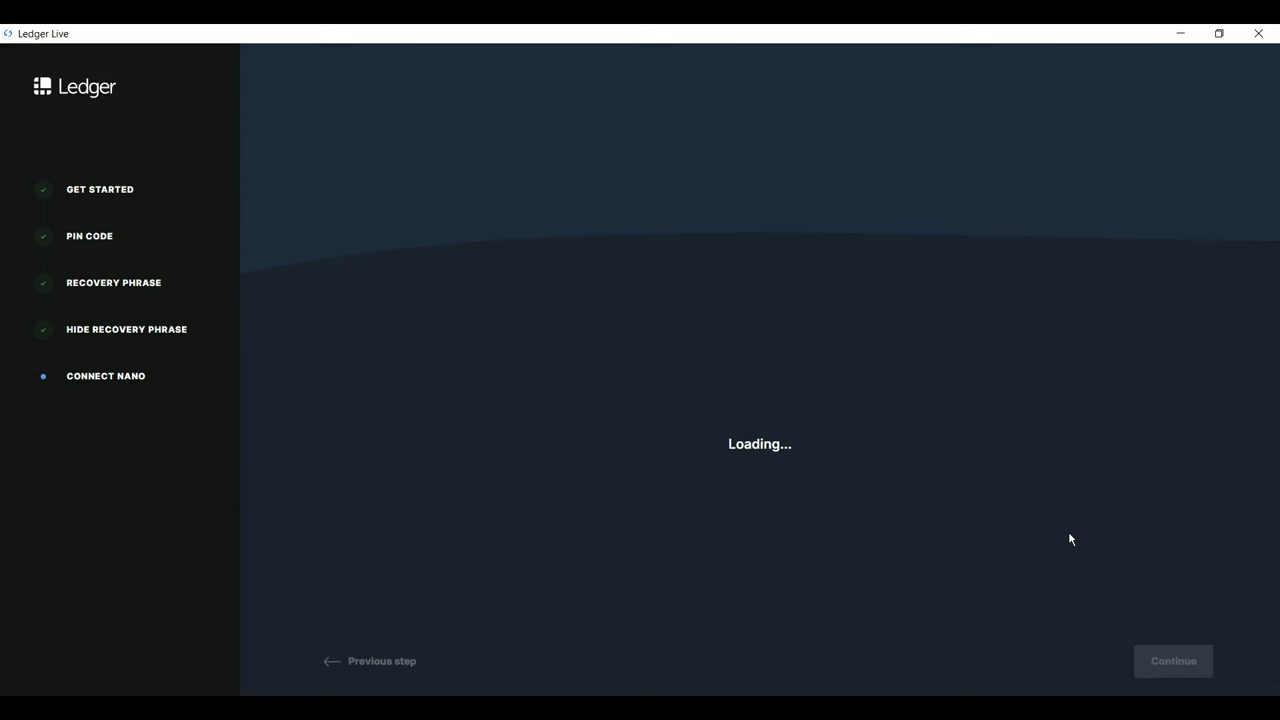 Ledger Live
Ledger
GET STARTED
PIN CODE
RECOVERY PHRASE
HIDE RECOVERY PHRASE
CONNECT NANO
Loading...
Previous step
Continue